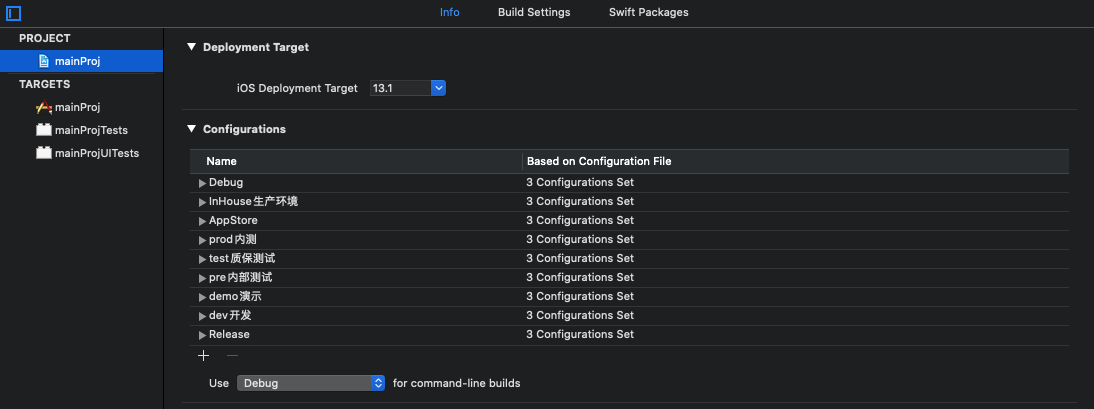 Info Build Settings Swift Packages
PROJECT
mainProj
TARGETS
mainProj
mainProjTests
mainProjUITests
Deployment Target
iOS Deployment Target 13.1
Configurations
Name Based on Configuration File
Debug 3 Configurations Set
InHouse生产环境 3 Configurations Set
AppStore 3 Configurations Set
prod内测 3 Configurations Set
test质保测试 3 Configurations Set
pre内部测试 3 Configurations Set
demo演示 3 Configurations Set
dev开发 3 Configurations Set
Release 3 Configurations Set
Use Debug for command-line builds